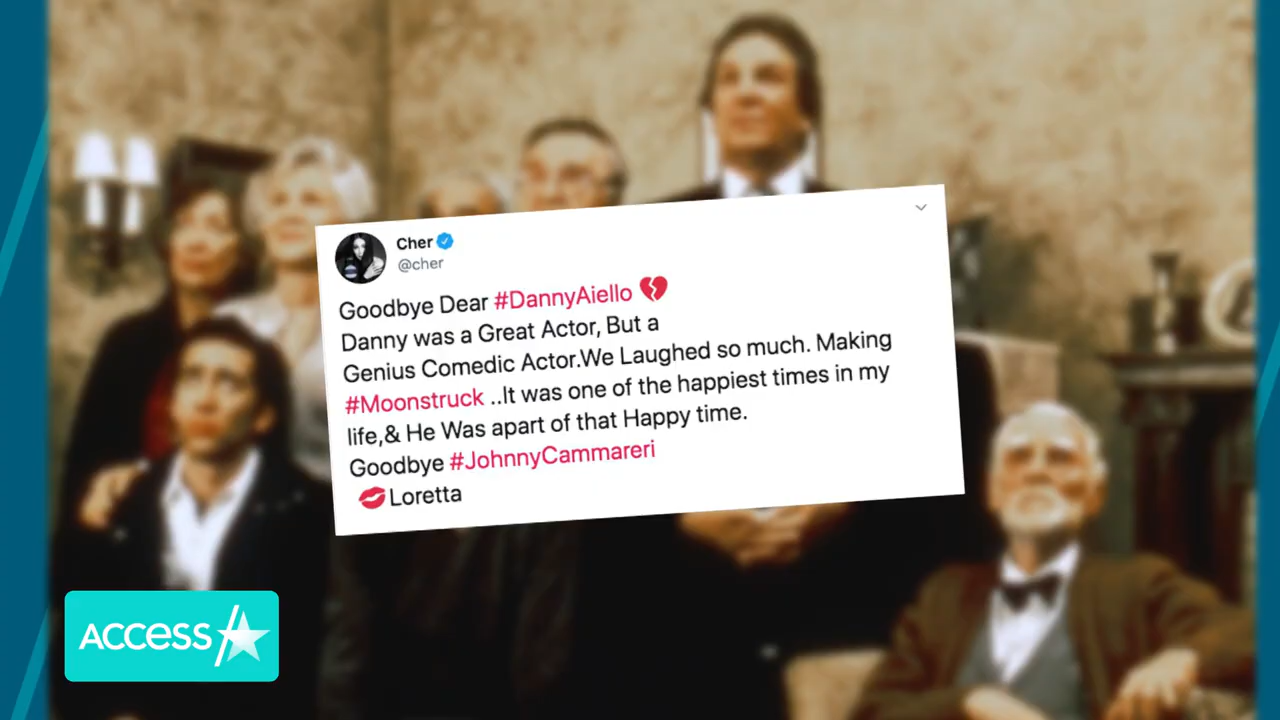 Cher
@cher
Goodbye Dear #DannyAiello 💔
Danny was a Great Actor, But a
Genius Comedic Actor.We Laughed so much. Making
#Moonstruck ..It was one of the happiest times in my
life,& He Was apart of that Happy time.
Goodbye #JohnnyCammareri
💋Loretta
ACCESS